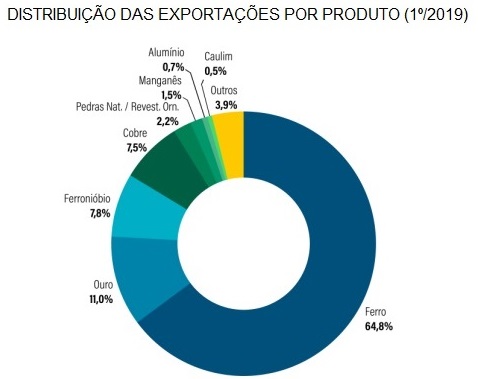 DISTRIBUIÇÃO DAS EXPORTAÇÕES POR PRODUTO (1º/2019)
Alumínio
0,7%
Caulim
0,5%
Manganês
1,5%
Outros
3,9%
Pedras Nat. / Revest. Orn.
2,2%
Cobre
7,5%
Ferronióbio
7,8%
Ouro
11,0%
Ferro
64,8%